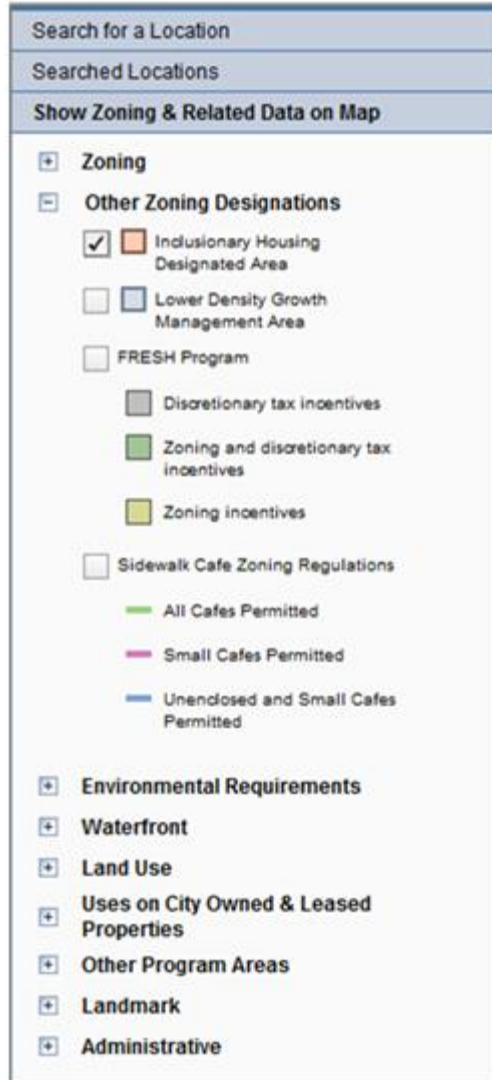 Search for a Location
Searched Locations
Show Zoning & Related Data on Map
Zoning
Other Zoning Designations
Inclusionary Housing
Designated Area
Lower Density Growth
Management Area
FRESH Program
Discretionary tax incentives
Zoning and discretionary tax
incentives
Zoning incentives
Sidewalk Cafe Zoning Regulations
All Cafes Permitted
Small Cafes Permitted
Unenclosed and Small Cafes
Permitted
Environmental Requirements
Waterfront
Land Use
Uses on City Owned & Leased
Properties
Other Program Areas
Landmark
Administrative